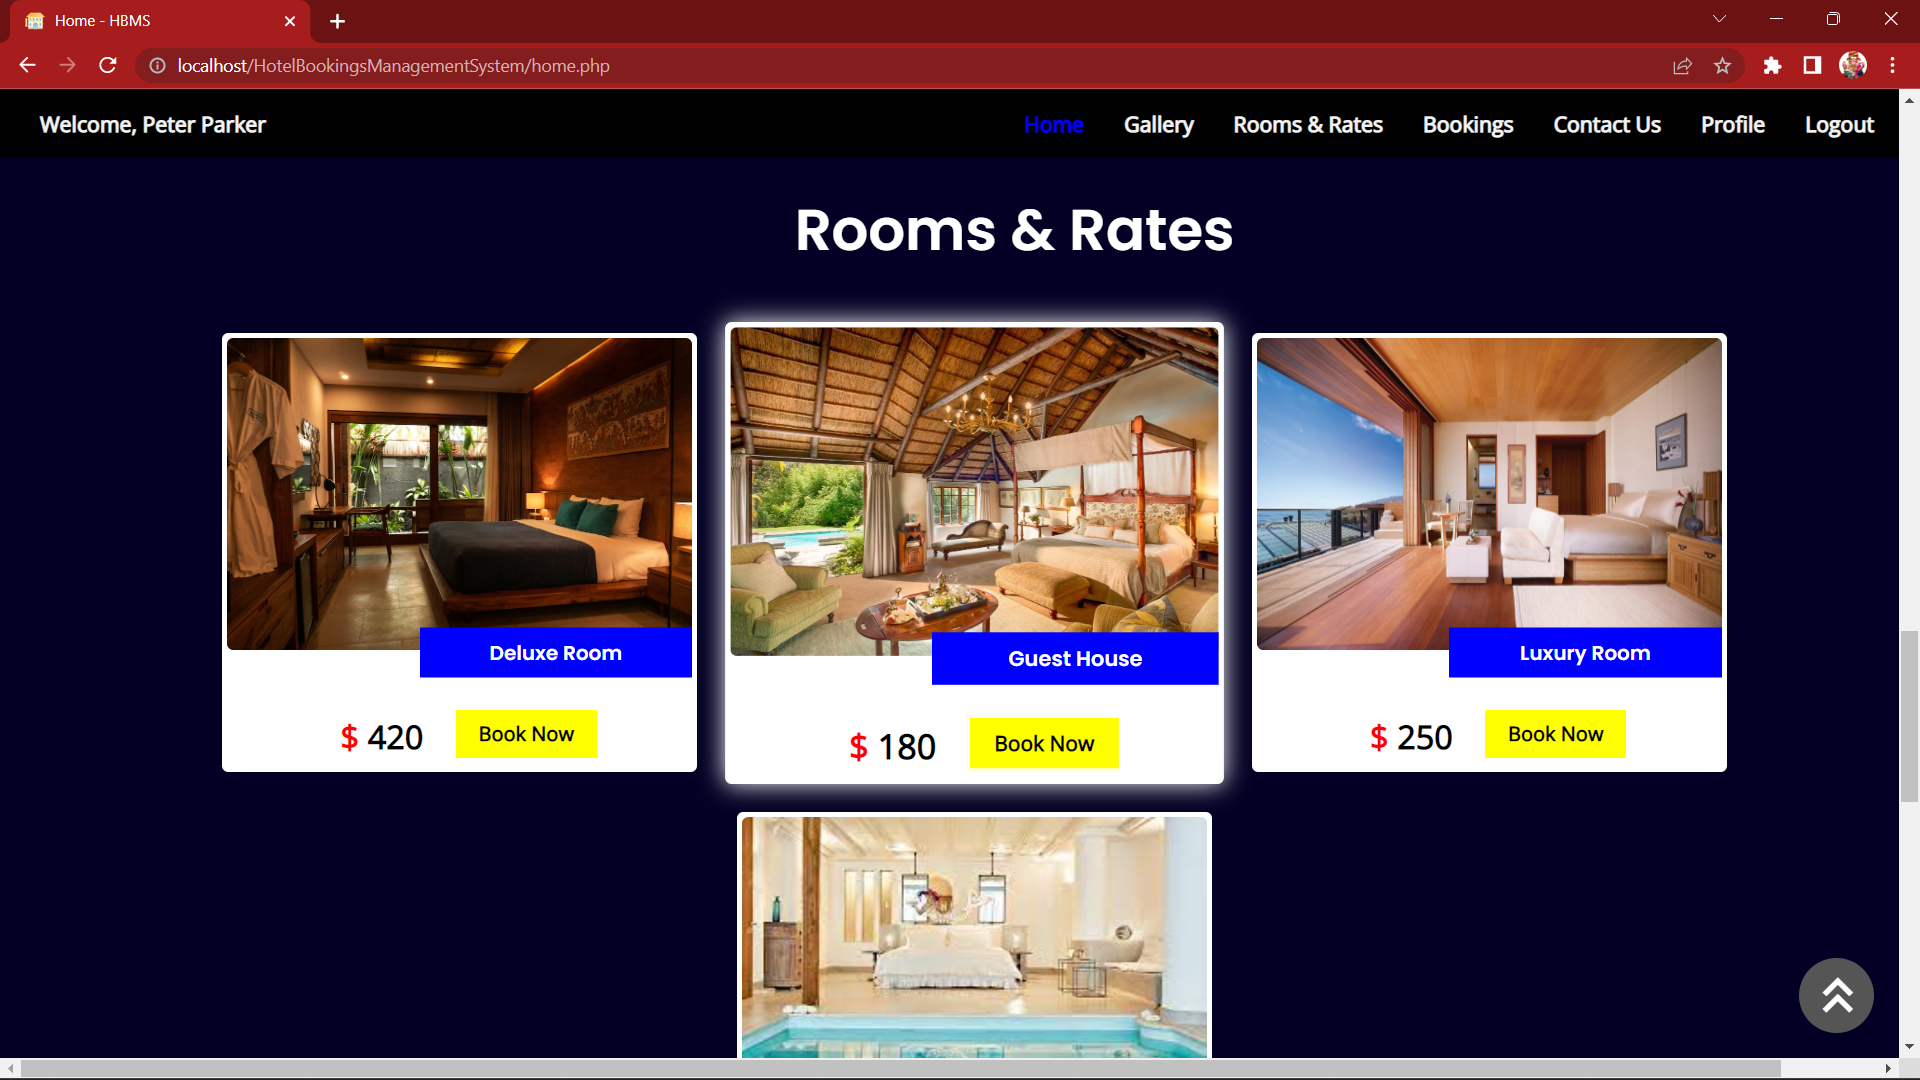 Home - HBMS
localhost/HotelBookingsManagementSystem/home.php
Welcome, Peter Parker
Home
Gallery
Rooms & Rates
Bookings
Contact Us
Profile
Logout
Rooms & Rates
Deluxe Room
$ 420
Book Now
Guest House
$ 180
Book Now
Luxury Room
$ 250
Book Now